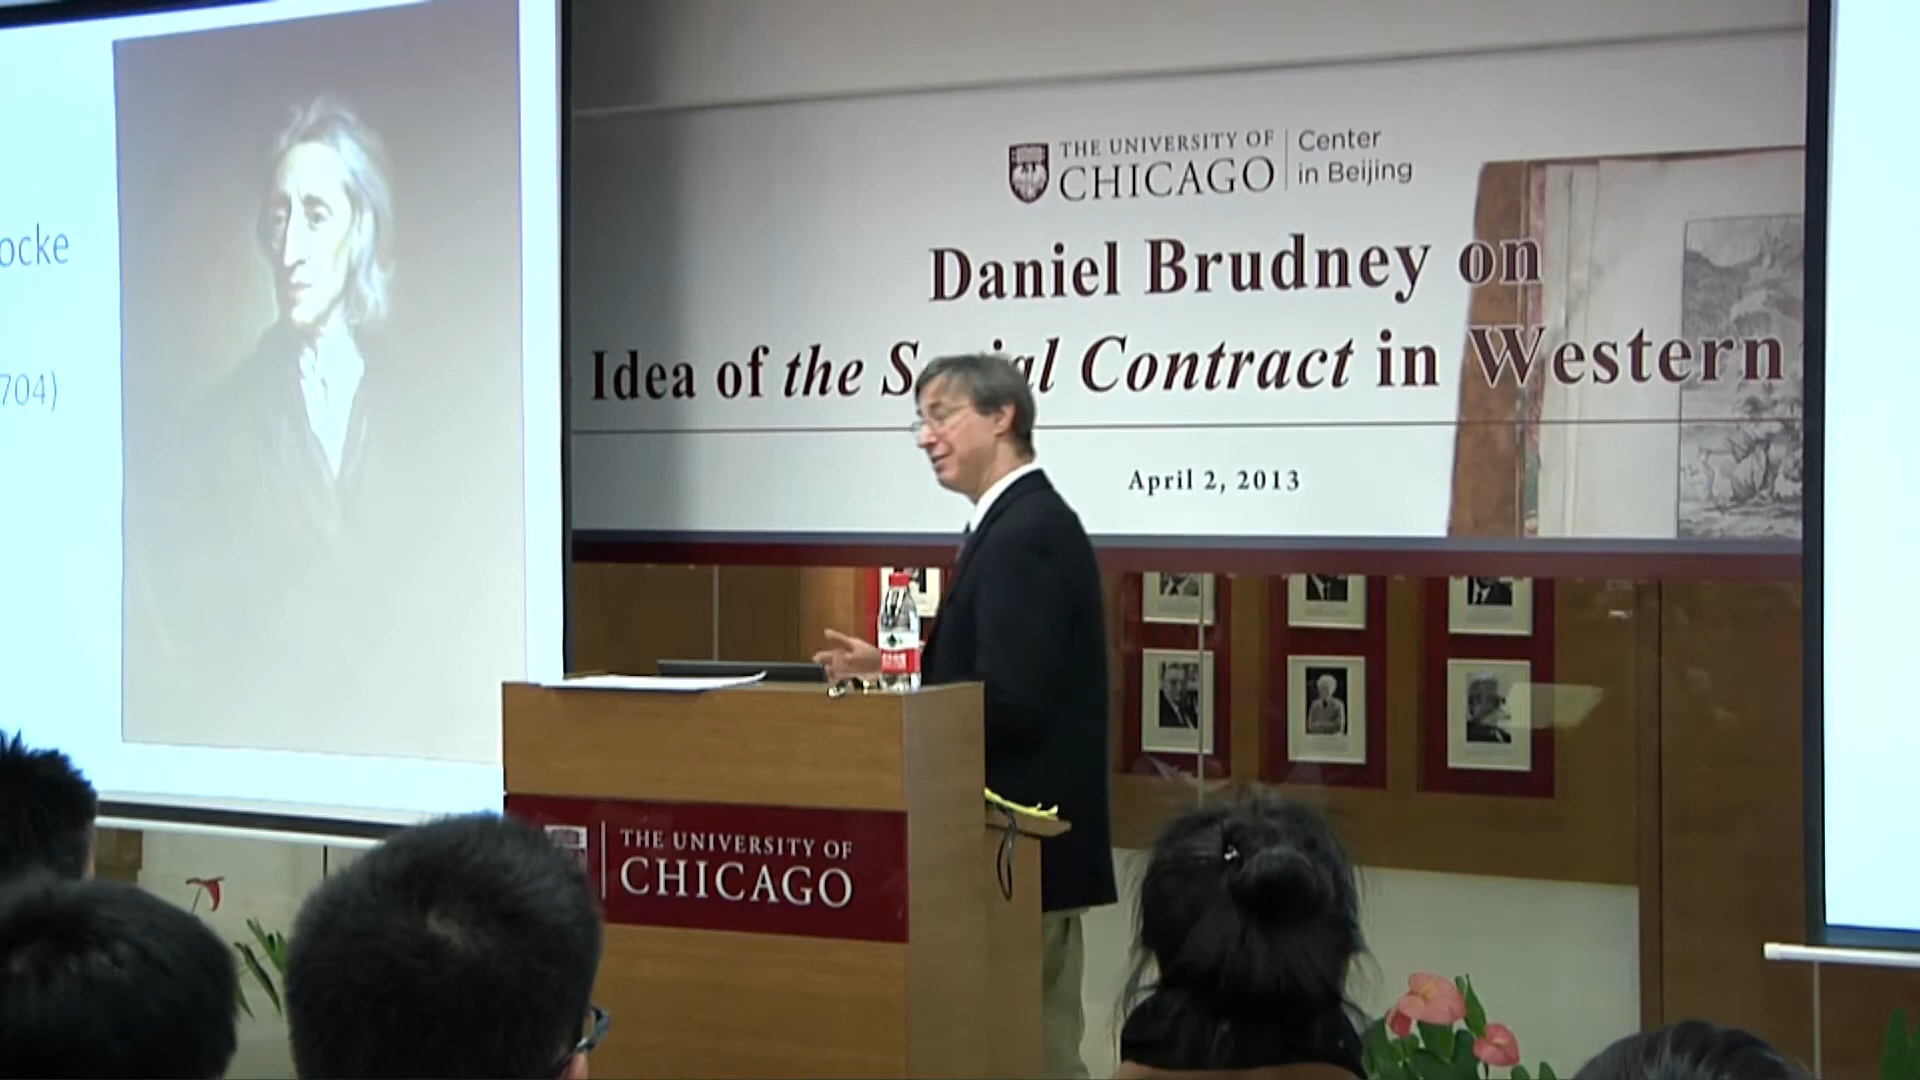 ocke
704)
THE UNIVERSITY OF
CHICAGO
Center
in Beijing
Daniel Brudney on
Idea of the S ial Contract in Western
April 2, 2013
THE UNIVERSITY OF
CHICAGO